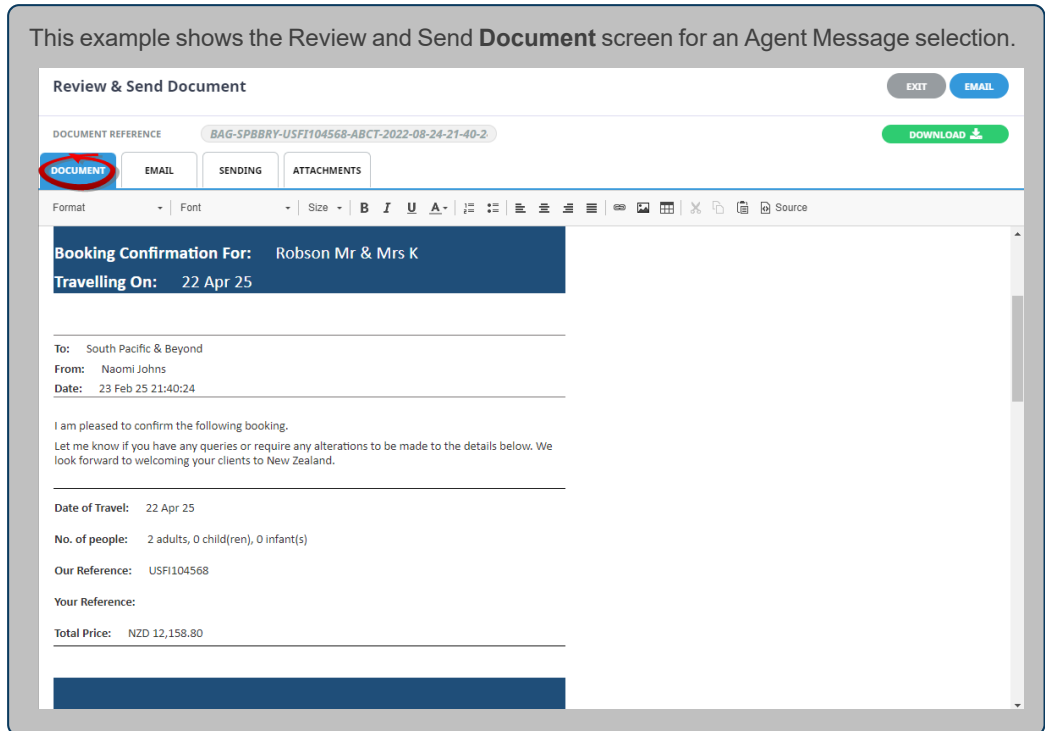 This example shows the Review and Send Document screen for an Agent Message selection.
Review & Send Document
EXIT
EMAIL
DOCUMENT REFERENCE
BAG-SPBBRY-USFI104568-ABCT-2022-08-24-21-40-2
DOWNLOAD
DOCUMENT
EMAIL
SENDING
ATTACHMENTS
Format Font Size B I U A Source
Booking Confirmation For: Robson Mr & Mrs K
Travelling On: 22 Apr 25
To: South Pacific & Beyond
From: Naomi Johns
Date: 23 Feb 25 21:40:24
I am pleased to confirm the following booking.
Let me know if you have any queries or require any alterations to be made to the details below. We
look forward to welcoming your clients to New Zealand.
Date of Travel: 22 Apr 25
No. of people: 2 adults, 0 child(ren), 0 infant(s)
Our Reference: USFI104568
Your Reference:
Total Price: NZD 12,158.80